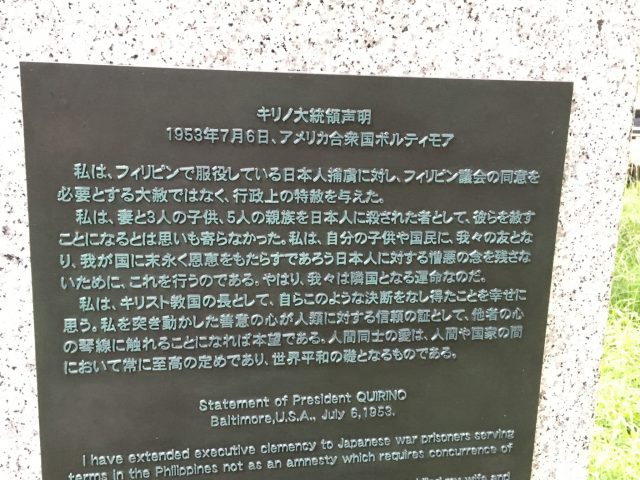 キリノ大統領声明
1953年7月6日、アメリカ合衆国ボルティモア
私は、フィリピンで服役している日本人捕虜に対し、フィリピン議会の同意を
必要とする大赦ではなく、行政上の特赦を与えた。
私は、妻と3人の子供、5人の親族を日本人に殺された者として、彼らを赦す
ことになるとは思いも寄らなかった。私は、自分の子供や国民に、我々の友とな
り、我が国に末永く恩恵をもたらすであろう日本人に対する憎悪の念を残さな
いために、これを行うのである。やはり、我々は隣国となる運命なのだ。
私は、キリスト教国の長として、自らこのような決断をなし得たことを幸せに
思う。私を突き動かした善意の心が人類に対する信頼の証として、他者の心
の琴線に触れることになれば本望である。人間同士の愛は、人間や国家の間
において常に至高の定めであり、世界平和の礎となるものである。
Statement of President QUIRINO
Baltimore,U.S.A., July 6,1953.
I have extended executive clemency to Japanese war prisoners serving
terms in the Philippines not as an amnesty which requires concurrence of
my wife and